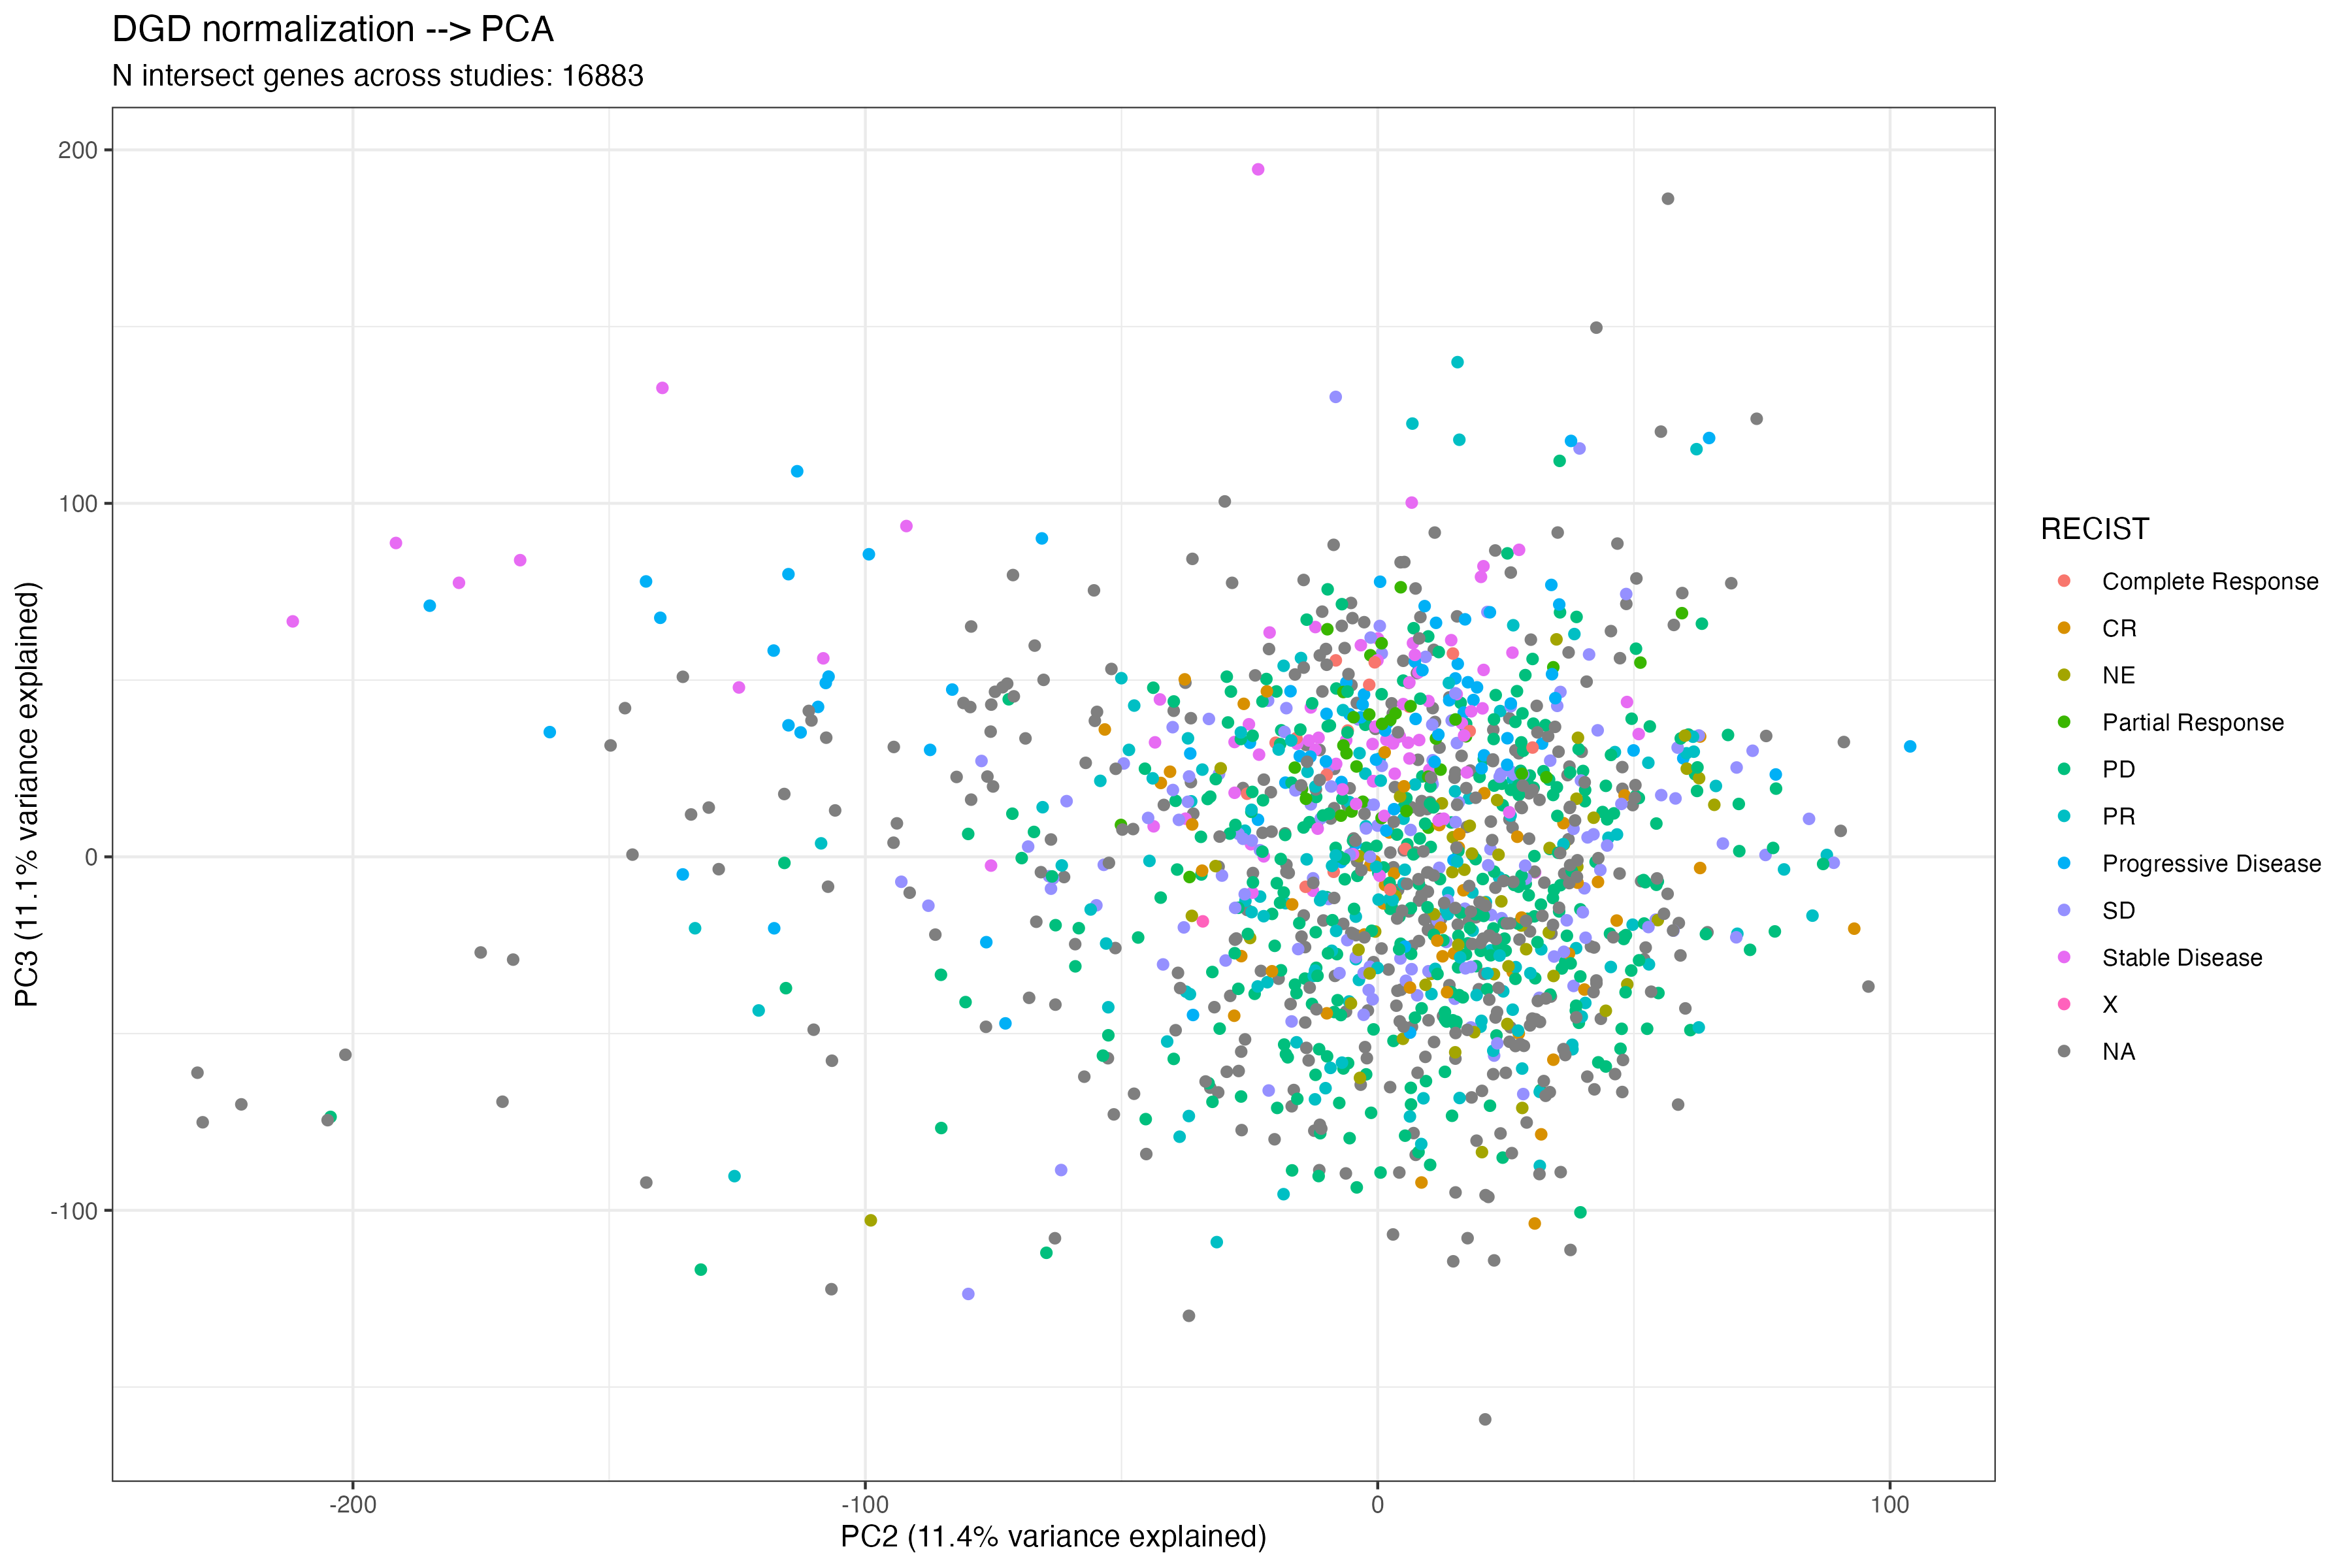 DGD normalization --> PCA
N intersect genes across studies: 16883
PC3 (11.1% variance explained)
200
100
0
-100
-200
-100
0
100
PC2 (11.4% variance explained)
RECIST
Complete Response
CR
NE
Partial Response
PD
PR
Progressive Disease
SD
Stable Disease
X
NA